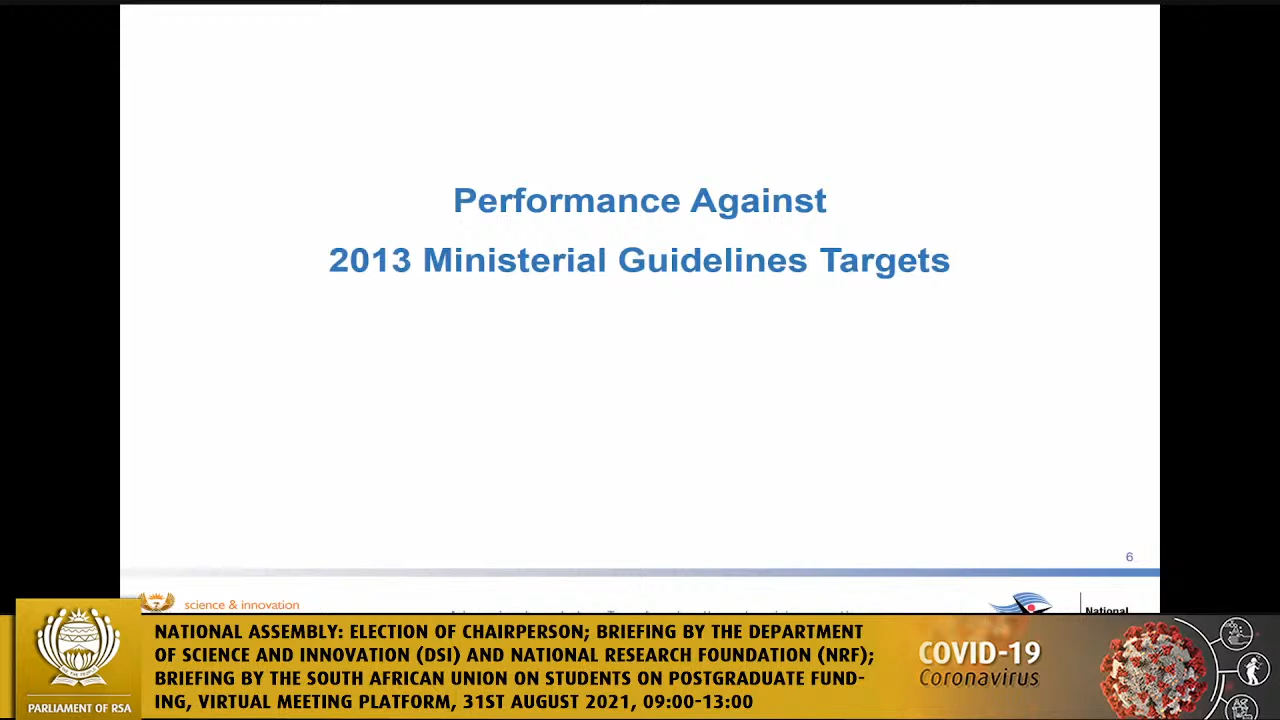 Performance Against
2013 Ministerial Guidelines Targets
6
science & innovation
National
PARLIAMENT OF RSA
NATIONAL ASSEMBLY: ELECTION OF CHAIRPERSON; BRIEFING BY THE DEPARTMENT
OF SCIENCE AND INNOVATION (DSI) AND NATIONAL RESEARCH FOUNDATION (NRF);
BRIEFING BY THE SOUTH AFRICAN UNION ON STUDENTS ON POSTGRADUATE FUND-
ING, VIRTUAL MEETING PLATFORM, 31ST AUGUST 2021, 09:00-13:00
COVID-19
Coronavirus